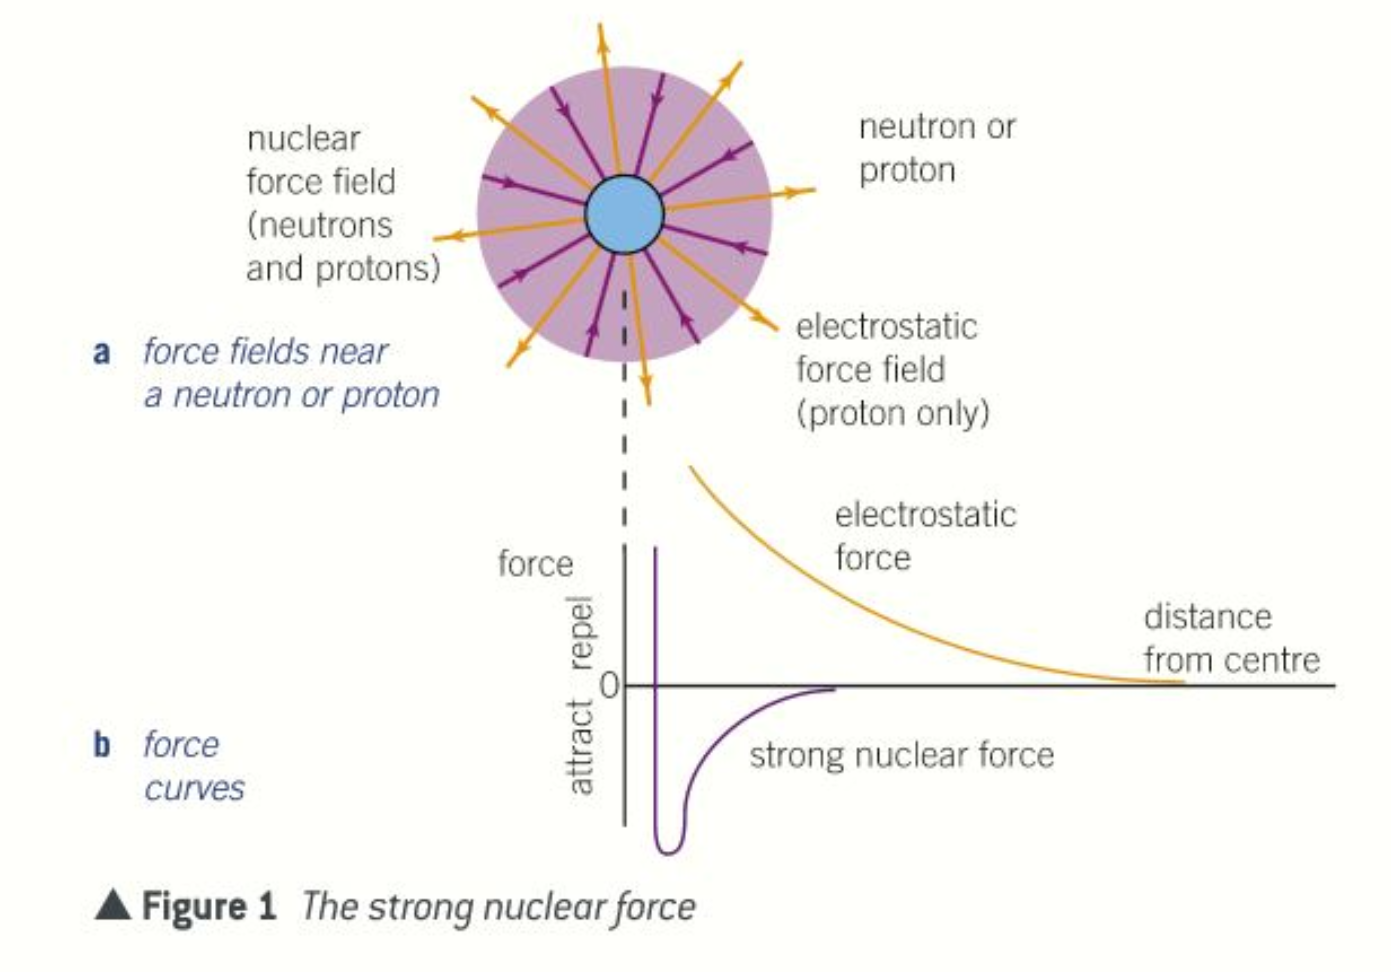 nuclear
force field
(neutrons
and protons)
neutron or
proton
a force fields near
a neutron or proton
electrostatic
force field
(proton only)
electrostatic
force
force
repel
attract
0
distance
from centre
strong nuclear force
b force
curves
▲ Figure 1 The strong nuclear force